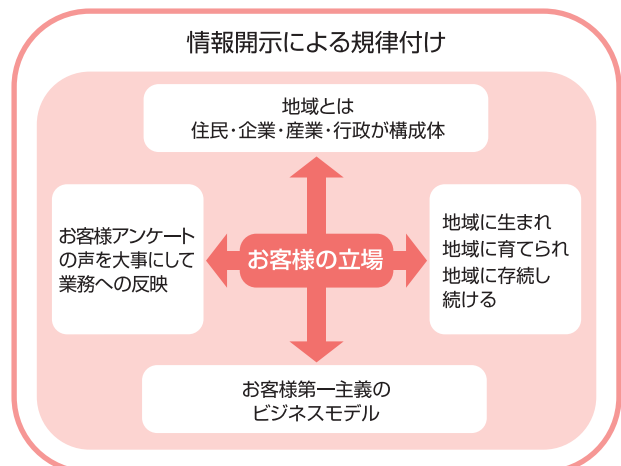 情報開示による規律付け
地域とは
住民・企業・産業・行政が構成体
お客様アンケート
の声を大事にして
業務への反映
お客様の立場
地域に生まれ
地域に育てられ
地域に存続し
続ける
お客様第一主義の
ビジネスモデル